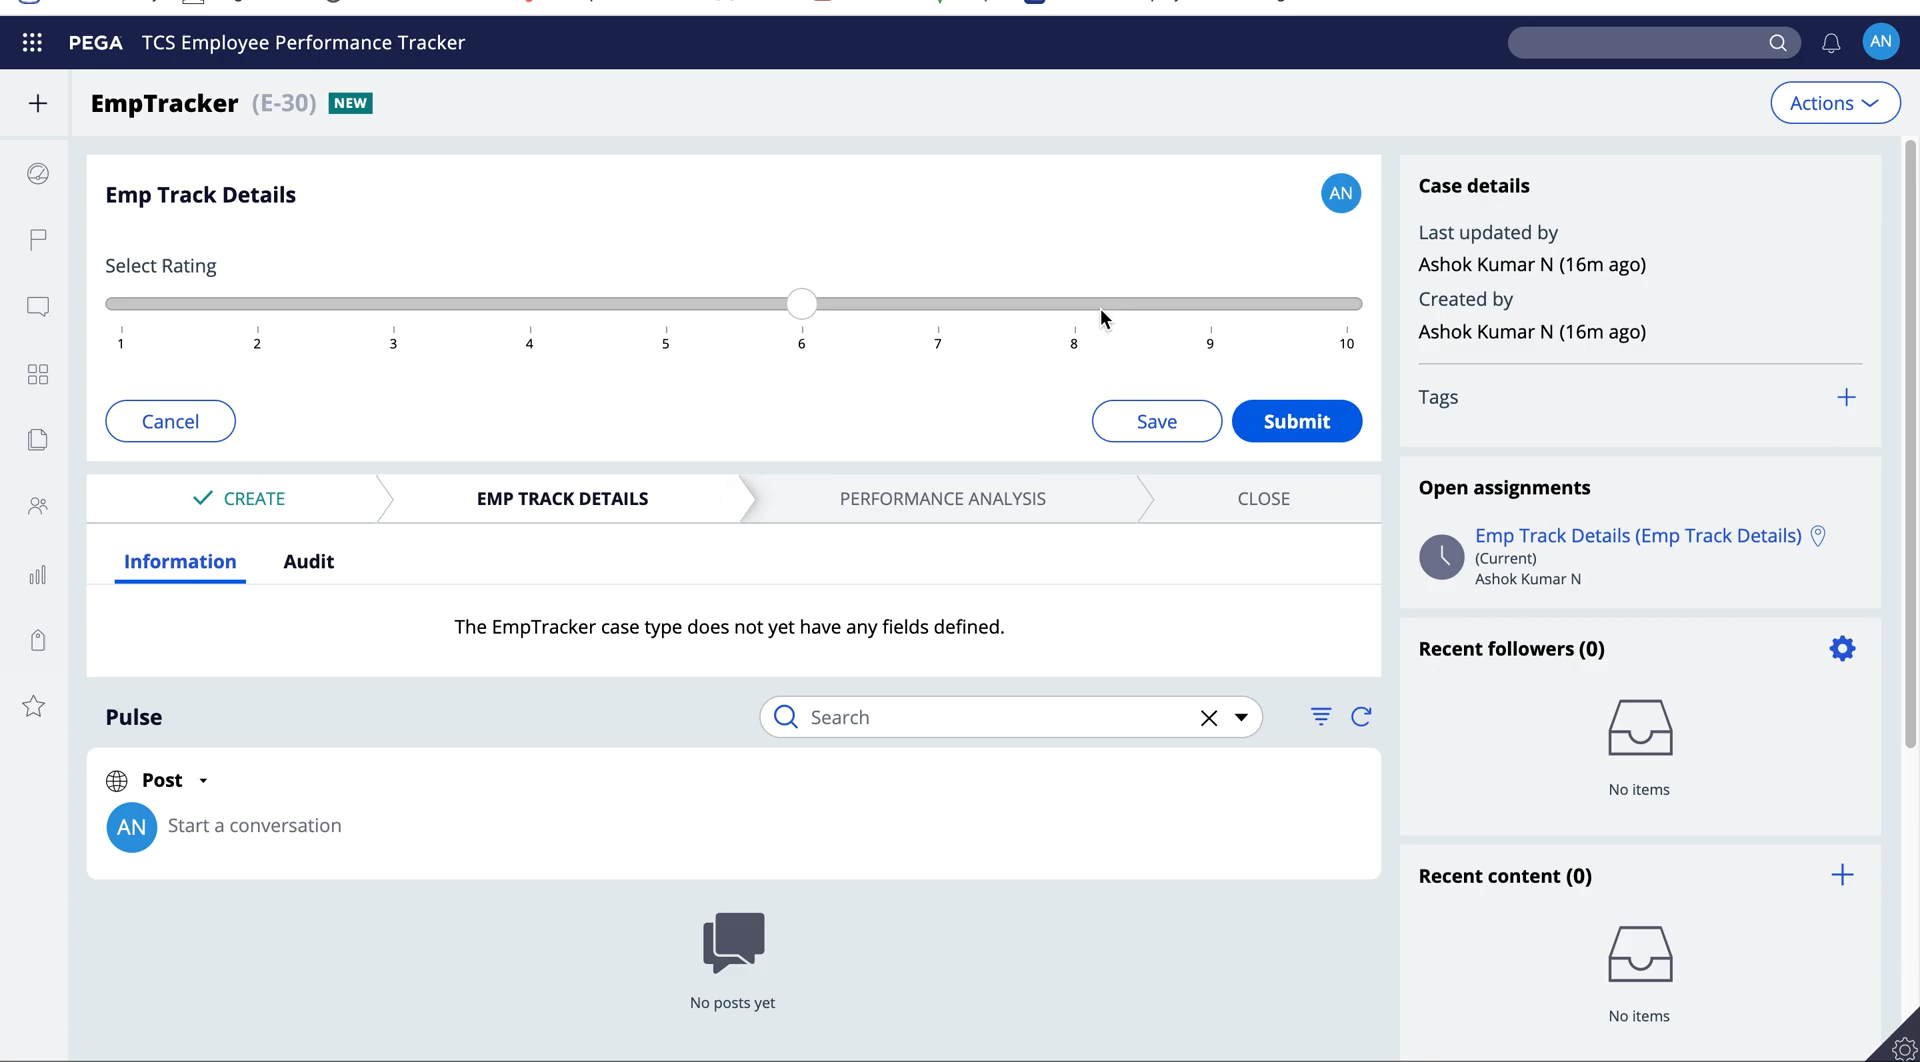 PEGA TCS Employee Performance Tracker
AN
EmpTracker (E-30) NEW
Actions
Emp Track Details
AN
Select Rating
1 2 3 4 5 6 7 8 9 10
Cancel
Save
Submit
CREATE
EMP TRACK DETAILS
PERFORMANCE ANALYSIS
CLOSE
Information
Audit
The EmpTracker case type does not yet have any fields defined.
Pulse
Search
Post
AN
Start a conversation
No posts yet
Case details
Last updated by
Ashok Kumar N (16m ago)
Created by
Ashok Kumar N (16m ago)
Tags
Open assignments
Emp Track Details (Emp Track Details)
(Current)
Ashok Kumar N
Recent followers (0)
No items
Recent content (0)
No items